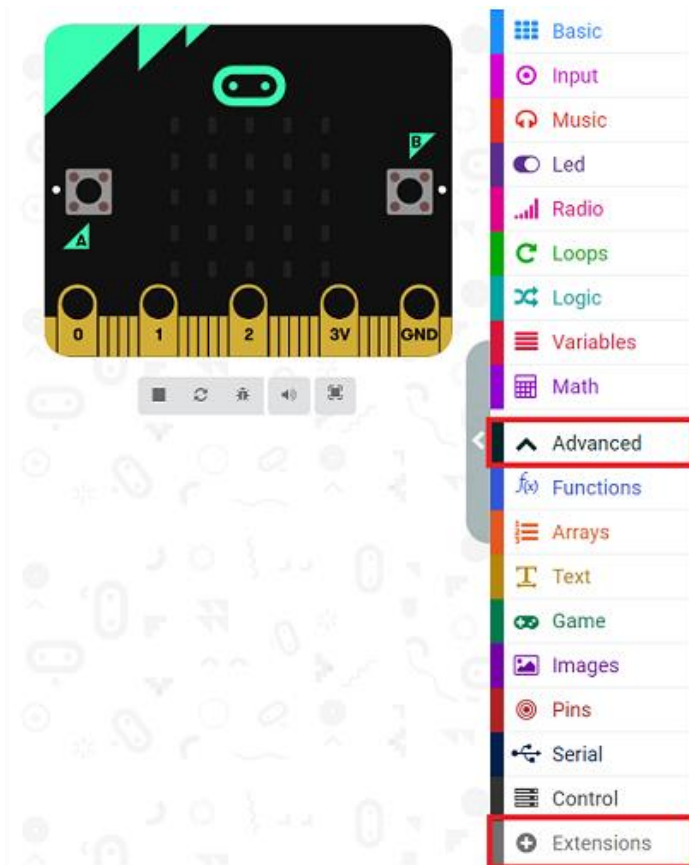 B
A
0 1 2 3V GND
Basic
Input
Music
Led
Radio
Loops
Logic
Variables
Math
Advanced
f(x) Functions
Arrays
T Text
Game
Images
Pins
Serial
Control
Extensions